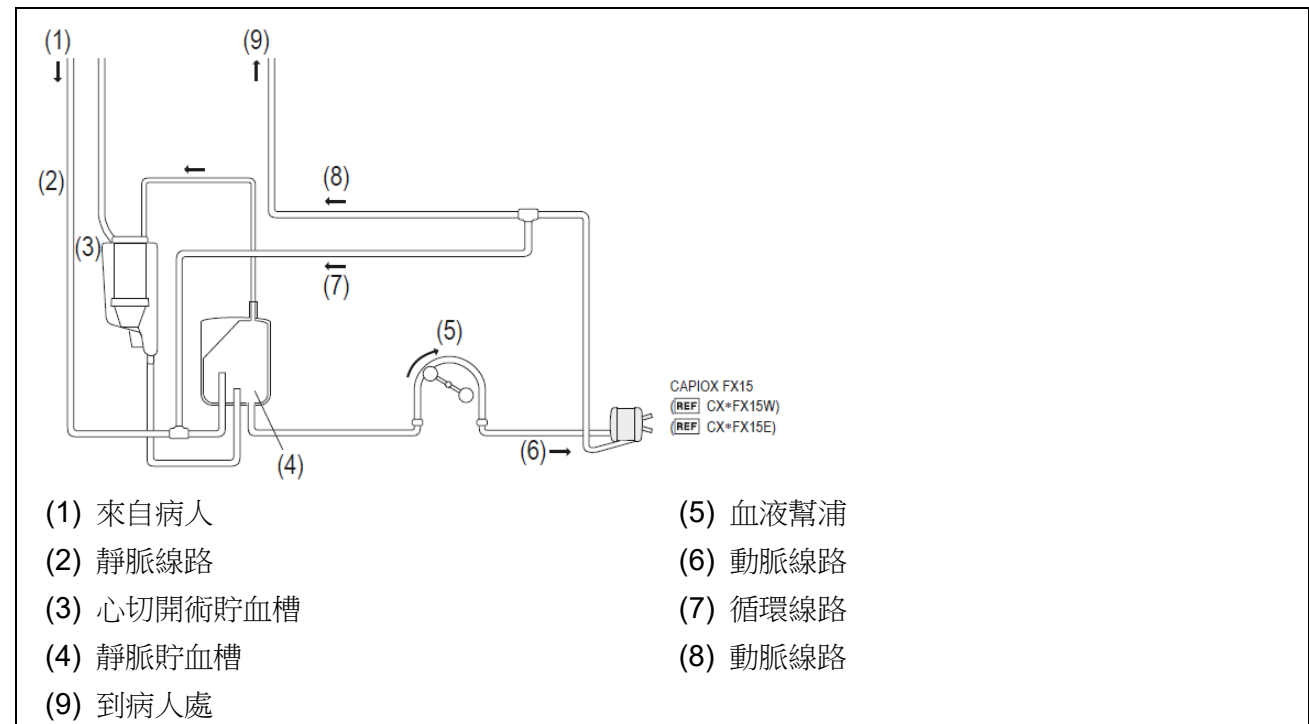 (1)
(9)
(2)
(8)
(3)
(7)
(5)
CAPIOX FX15
(REF CX*FX15W)
(REF CX*FX15E)
(6)
(4)
(1) 來自病人
(2) 靜脈線路
(3) 心切開術貯血槽
(4) 靜脈貯血槽
(9) 到病人處
(5) 血液幫浦
(6) 動脈線路
(7) 循環線路
(8) 動脈線路